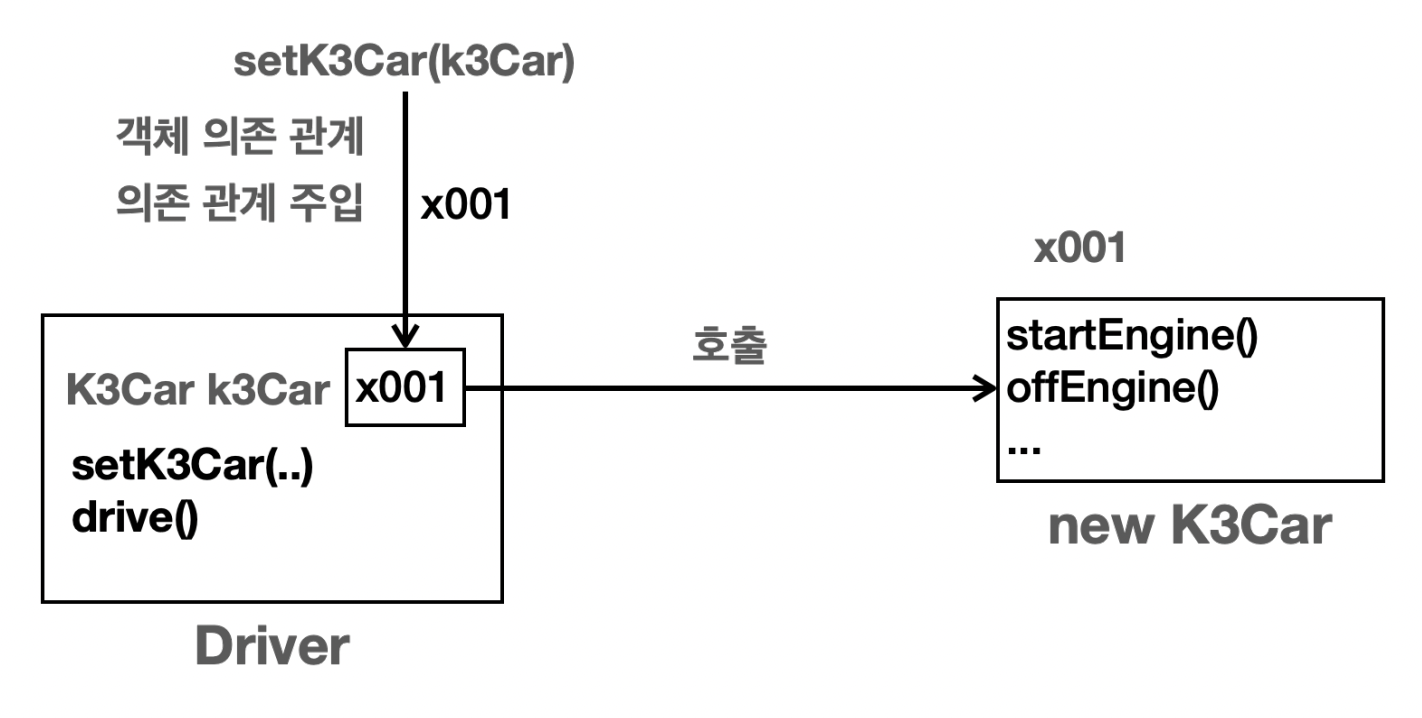 setK3Car(k3Car)
객체 의존 관계
의존 관계 주입
x001
x001
호출
startEngine()
offEngine()
...
K3Car k3Car
x001
setK3Car(..)
drive()
new K3Car
Driver